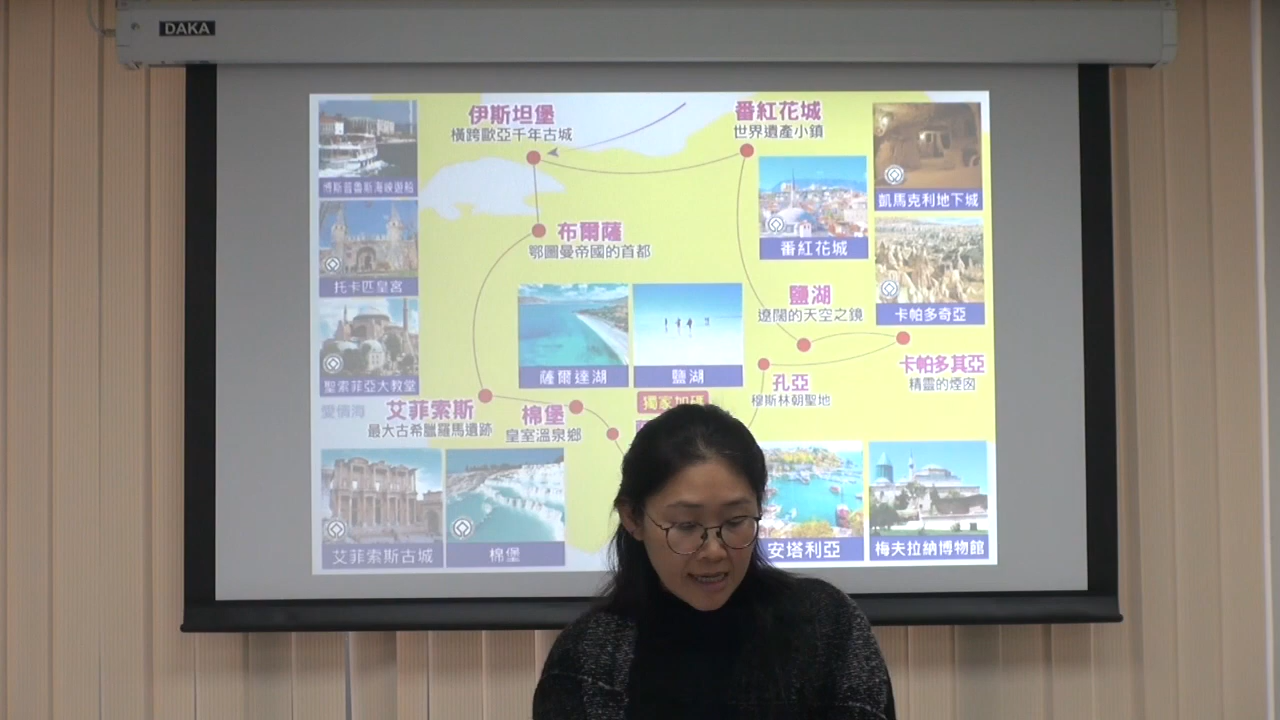 DAKA
伊斯坦堡
橫跨歐亞千年古城
番紅花城
世界遺產小鎮
博斯普魯斯海峽遊船
凱馬克利地下城
布爾薩
鄂圖曼帝國的首都
番紅花城
托卡匹皇宮
鹽湖
遼闊的天空之鏡
卡帕多奇亞
薩爾達湖
鹽湖
卡帕多其亞
精靈的煙囪
聖索菲亞大教堂
孔亞
穆斯林朝聖地
獨家加碼
愛情海
艾菲索斯
最大古希臘羅馬遺跡
棉堡
皇室溫泉鄉
艾菲索斯古城
棉堡
安塔利亞
梅夫拉納博物館